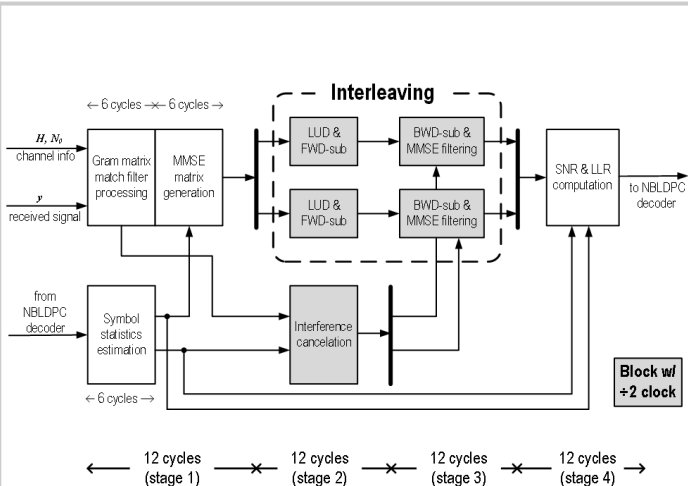 Interleaving
6 cycles
6 cycles
H, N0
channel info
y
received signal
Gram matrix
match filter
processing
MMSE
matrix
generation
LUD &
FWD-sub
BWD-sub &
MMSE filtering
LUD &
FWD-sub
BWD-sub &
MMSE filtering
SNR & LLR
computation
to NBLDPC
decoder
from
NBLDPC
decoder
Symbol
statistics
estimation
6 cycles
Interference
cancelation
Block w/
÷2 clock
12 cycles
(stage 1)
12 cycles
(stage 2)
12 cycles
(stage 3)
12 cycles
(stage 4)